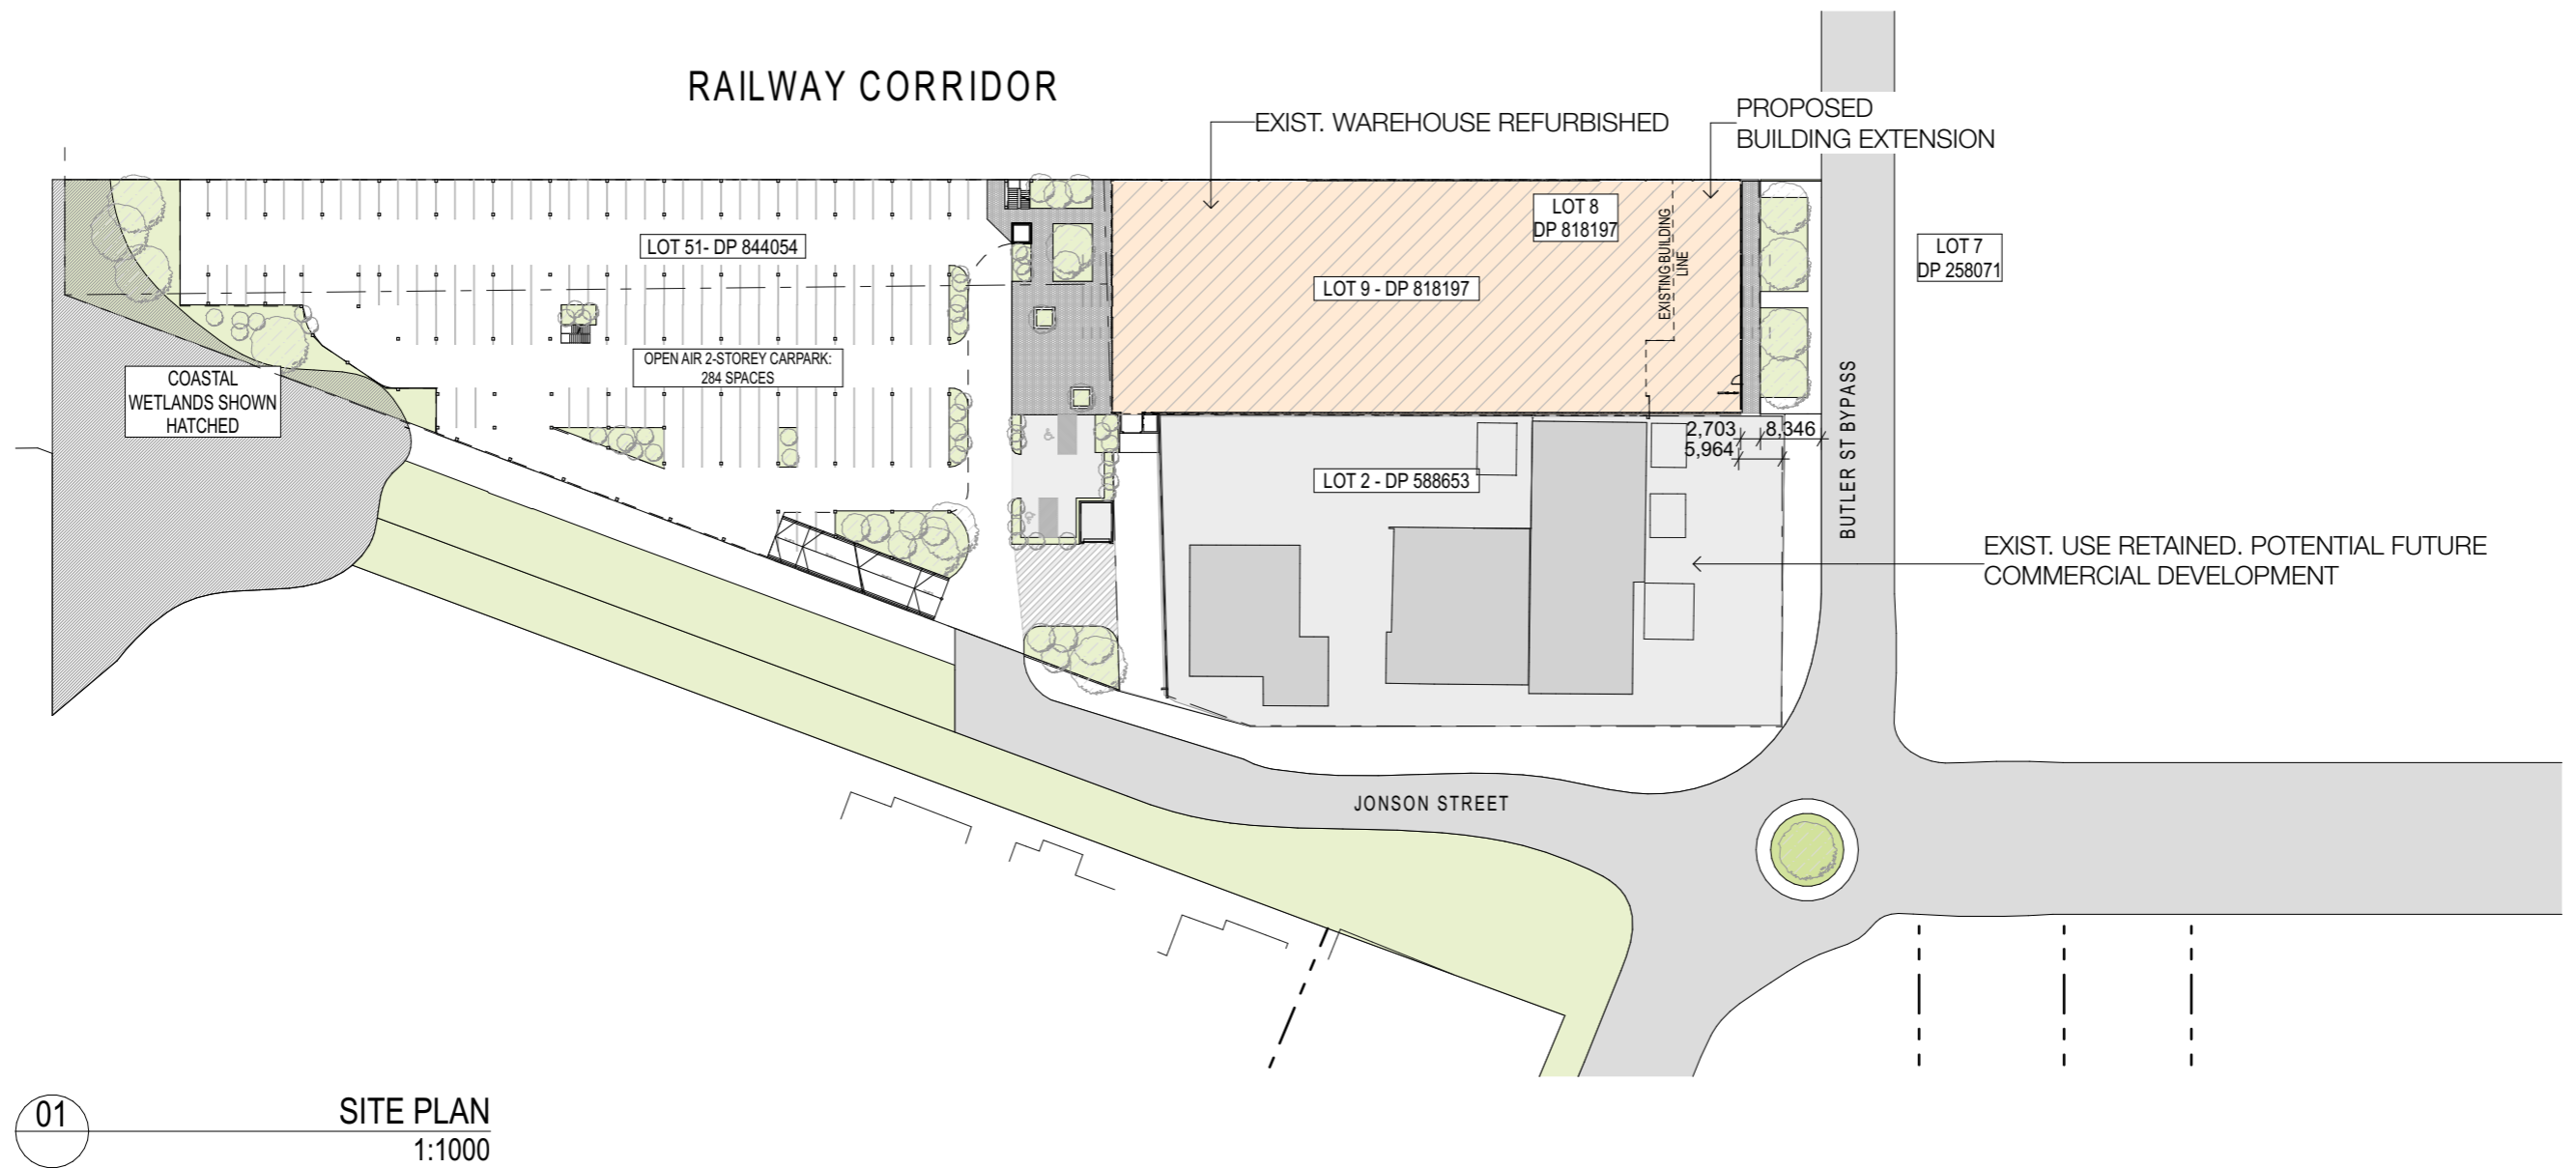 RAILWAY CORRIDOR
EXIST. WAREHOUSE REFURBISHED
PROPOSED
BUILDING EXTENSION
LOT 8
DP 818197
LOT 51- DP 844054
LOT 7
DP 258071
EXISTING BUILDING
LINE
LOT 9 - DP 818197
OPEN AIR 2-STOREY CARPARK:
284 SPACES
COASTAL
WETLANDS SHOWN
HATCHED
2,703
8,346
5,964
BUTLER ST BYPASS
LOT 2 - DP 588653
EXIST. USE RETAINED. POTENTIAL FUTURE
COMMERCIAL DEVELOPMENT
JONSON STREET
01
SITE PLAN
1:1000